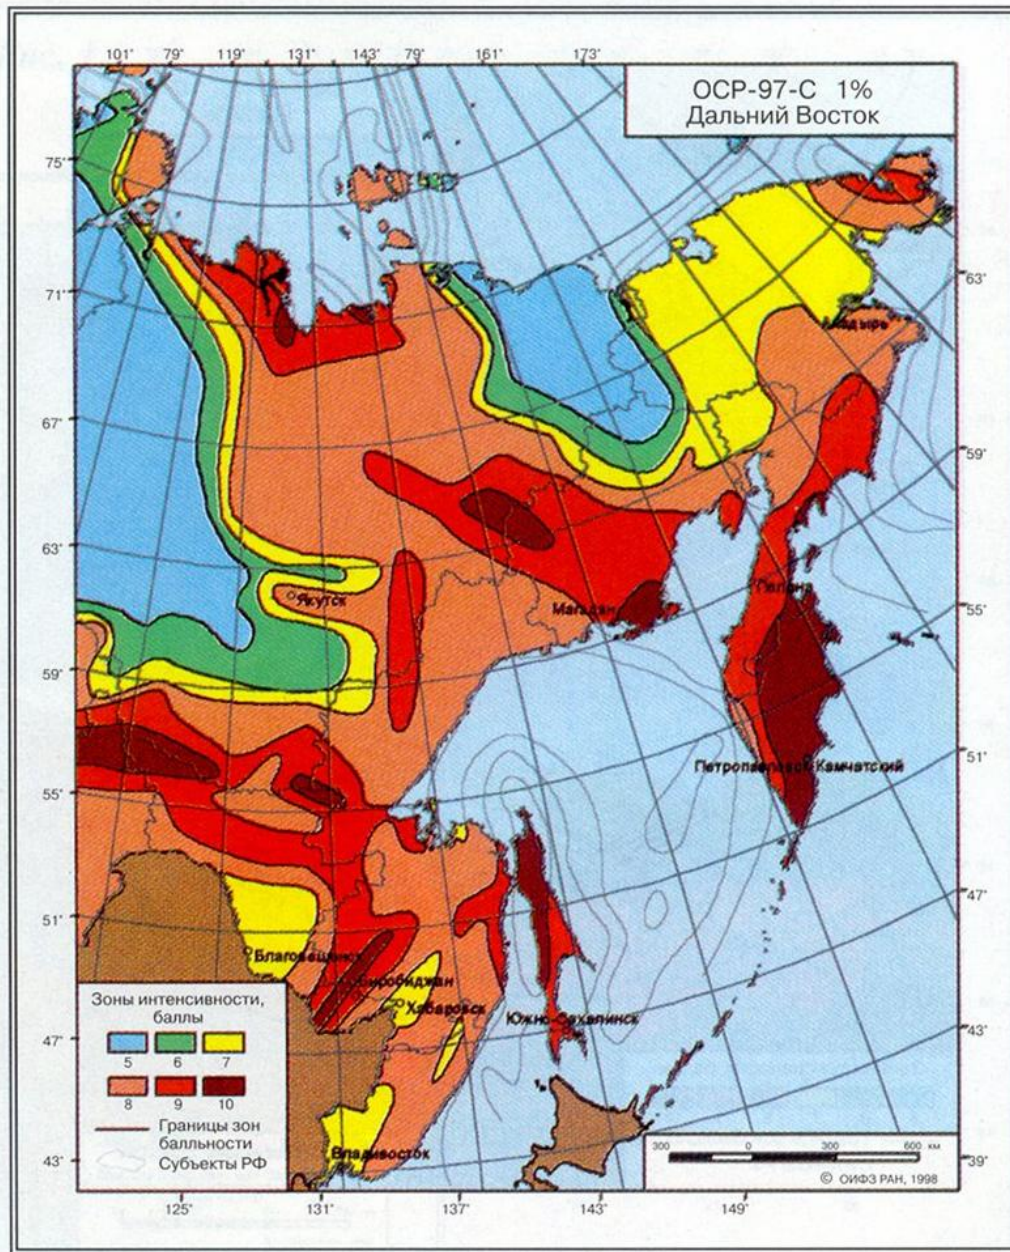 101° 79° 119° 131° 143° 79° 161° 173°
ОСР-97-С 1%
Дальний Восток
75°
71°
67°
63°
59°
55°
51°
47°
43°
63°
59°
55°
51°
47°
43°
39°
Анадырь
Якутск
Магадан
Палана
Петропавловск-Камчатский
Благовещенск
Биробиджан
Хабаровск
Южно-Сахалинск
Владивосток
Зоны интенсивности,
баллы
5 6 7
8 9 10
Границы зон
балльности
Субъекты РФ
300 0 300 600 км
© ОИФЗ РАН, 1998
125° 131° 137° 143° 149°